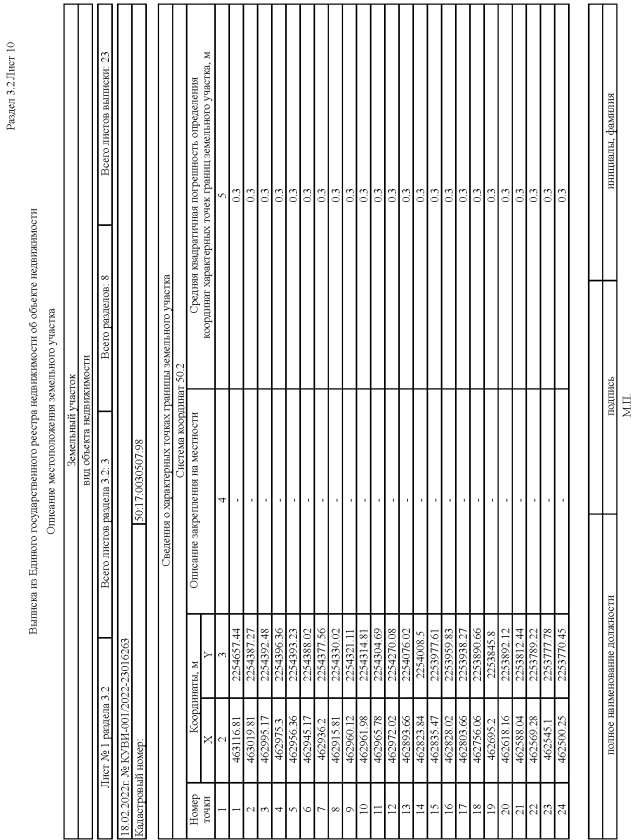 Раздел 3.2 Лист 10
Выписка из Единого государственного реестра недвижимости об объекте недвижимости
Описание местоположения земельного участка
Земельный участок
вид объекта недвижимости
Лист № 1 раздела 3.2 Всего листов раздела 3.2: 3 Всего разделов: 8 Всего листов выписки: 23
18.02.2022г. № КУВИ-001/2022-23016263
Кадастровый номер: 50:17:0030507:98
Сведения о характерных точках границы земельного участка
Система координат 50.2
Номер точки Координаты, м Описание закрепления на местности Средняя квадратичная погрешность определения координат характерных точек границ земельного участка, м
X Y
1 2 3 4 5
1 463116.81 2254657.44 - 0.3
2 463019.81 2254387.27 - 0.3
3 462995.17 2254392.48 - 0.3
4 462975.3 2254396.36 - 0.3
5 462956.36 2254393.23 - 0.3
6 462945.17 2254388.02 - 0.3
7 462936.2 2254377.56 - 0.3
8 462915.81 2254330.02 - 0.3
9 462960.12 2254321.11 - 0.3
10 462961.98 2254314.81 - 0.3
11 462965.78 2254304.69 - 0.3
12 462972.02 2254270.08 - 0.3
13 462893.66 2254076.02 - 0.3
14 462823.84 2254008.5 - 0.3
15 462835.47 2253977.61 - 0.3
16 462828.02 2253959.83 - 0.3
17 462803.66 2253938.27 - 0.3
18 462756.06 2253890.66 - 0.3
19 462695.2 2253845.8 - 0.3
20 462618.16 2253892.12 - 0.3
21 462588.04 2253812.44 - 0.3
22 462569.28 2253789.22 - 0.3
23 462545.1 2253777.78 - 0.3
24 462500.25 2253770.45 - 0.3
полное наименование должности подпись инициалы, фамилия
М.П.